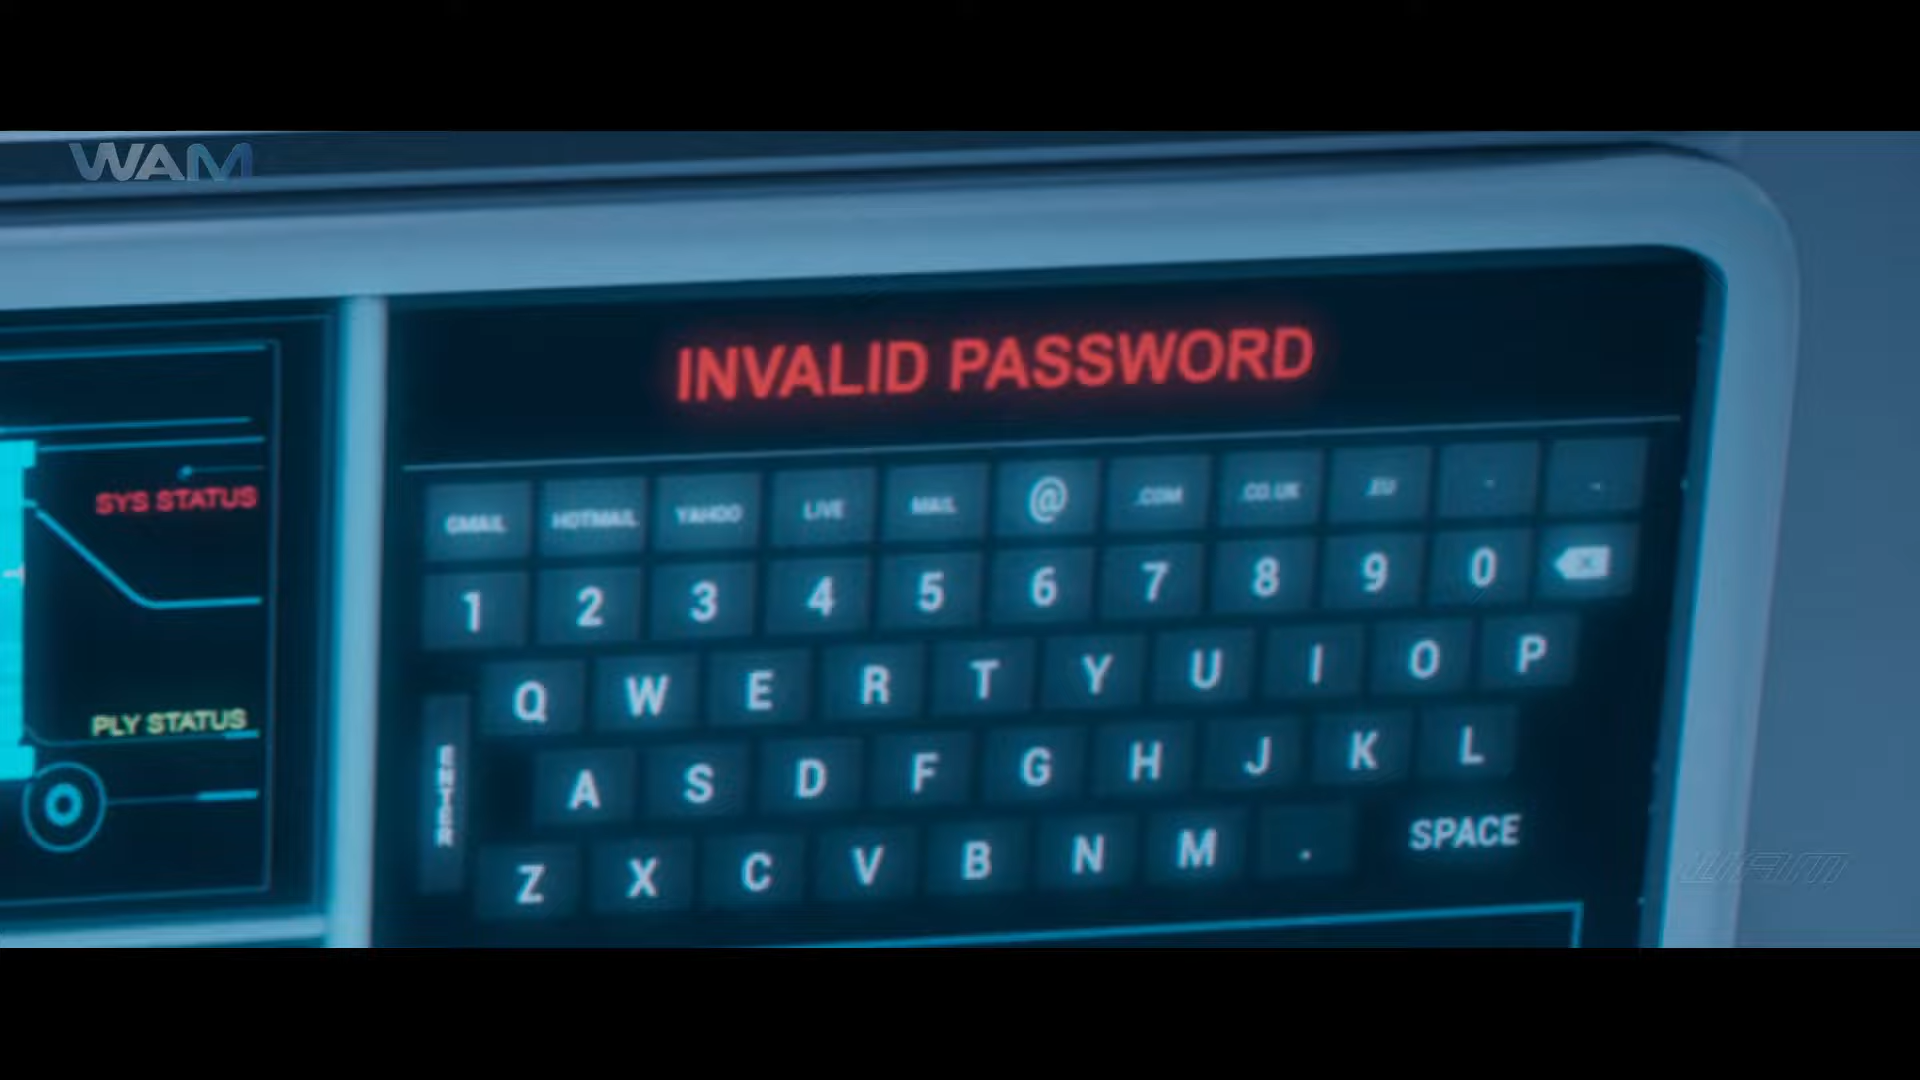 WAM
INVALID PASSWORD
GMAIL HOTMAIL YAHOO LIVE MAIL @ .COM .CO.UK .EU
SYS STATUS
1 2 3 4 5 6 7 8 9 0
Q W E R T Y U I O P
PLY STATUS
ENTER
A S D F G H J K L
Z X C V B N M . SPACE
WAM